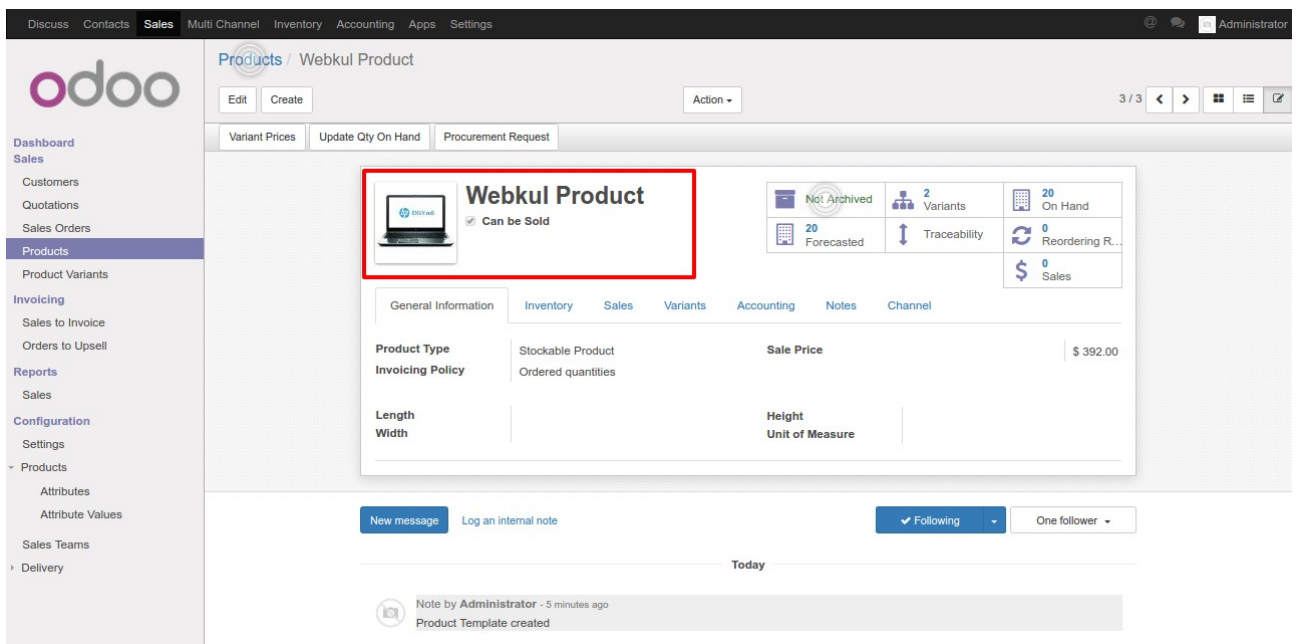 Discuss Contacts Sales Multi Channel Inventory Accounting Apps Settings @ Administrator
odoo
Products / Webkul Product
Edit Create Action 3 / 3
Variant Prices Update Qty On Hand Procurement Request
Dashboard
Sales
Customers
Quotations
Sales Orders
Products
Product Variants
Invoicing
Sales to Invoice
Orders to Upsell
Reports
Sales
Configuration
Settings
Products
Attributes
Attribute Values
Sales Teams
Delivery
Webkul Product
Can be Sold
Not Archived
2
Variants
20
On Hand
20
Forecasted
Traceability
0
Reordering R...
$ 0
Sales
General Information Inventory Sales Variants Accounting Notes Channel
Product Type Stockable Product Sale Price $ 392.00
Invoicing Policy Ordered quantities
Length Height
Width Unit of Measure
New message Log an internal note Following One follower
Today
Note by Administrator - 5 minutes ago
Product Template created